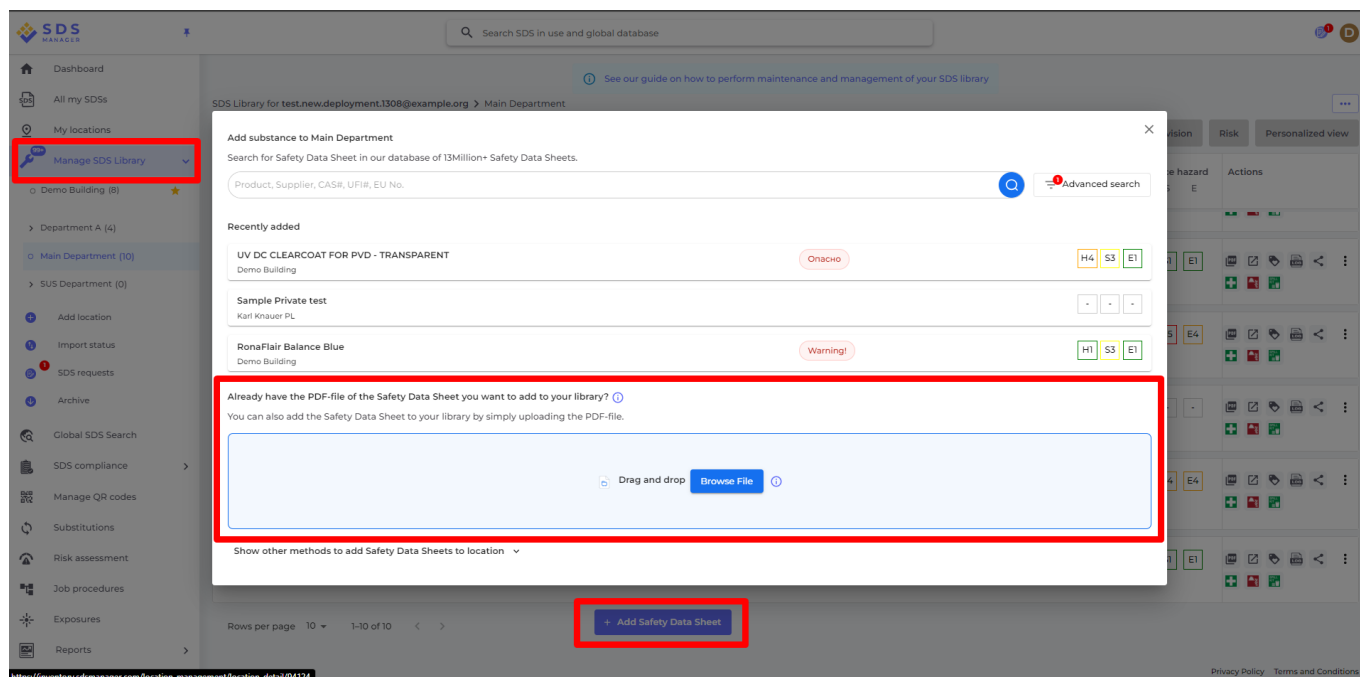 SDS
MANAGER
Search SDS in use and global database
D
Dashboard
All my SDSs
My locations
99+
Manage SDS Library
Demo Building (8)
Department A (4)
Main Department (10)
SUS Department (0)
Add location
Import status
1
SDS requests
Archive
Global SDS Search
SDS compliance
Manage QR codes
Substitutions
Risk assessment
Job procedures
Exposures
Reports
See our guide on how to perform maintenance and management of your SDS library
SDS Library for test.new.deployment.1308@example.org > Main Department
Risk Personalized view
Actions
E
Add substance to Main Department
Search for Safety Data Sheet in our database of 13Million+ Safety Data Sheets.
Product, Supplier, CAS#, UFI#, EU No.
1
Advanced search
Recently added
UV DC CLEARCOAT FOR PVD - TRANSPARENT
Demo Building
Опасно
H4 S3 E1
Sample Private test
Karl Knauer PL
- - -
RonaFlair Balance Blue
Demo Building
Warning!
H1 S3 E1
Already have the PDF-file of the Safety Data Sheet you want to add to your library?
You can also add the Safety Data Sheet to your library by simply uploading the PDF-file.
Drag and drop Browse File
Show other methods to add Safety Data Sheets to location
E1
E4
-
E4
E1
Rows per page 10 1-10 of 10 < >
+ Add Safety Data Sheet
Privacy Policy Terms and Conditions